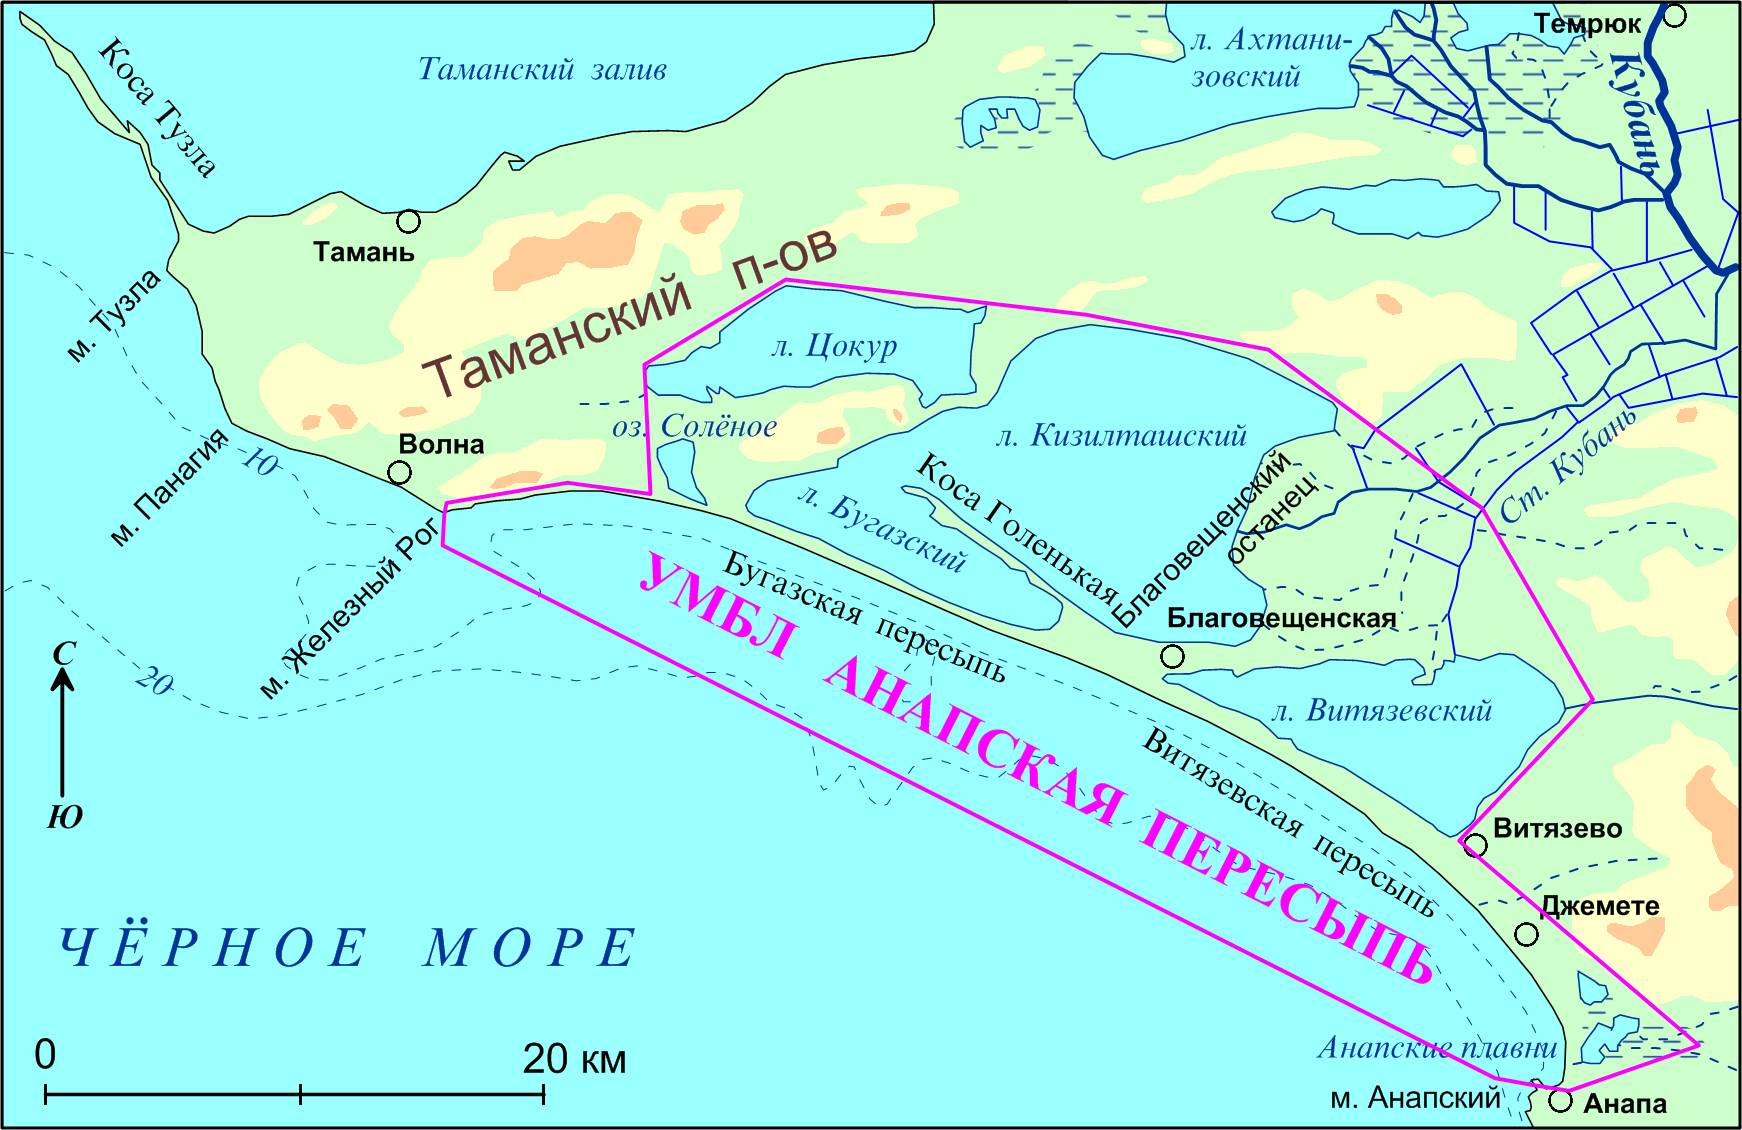 Темрюк
л. Ахтани-
зовский
Кубань
Коса Тузла
Таманский залив
Тамань
м. Тузла
Таманский п-ов
л. Цокур
оз. Солёное
л. Кизилташский
Волна
10
м. Панагия
Коса Голенькая
л. Бугазский
Благовещенский
останец
Ст. Кубань
м. Железный Рог
Бугазская пересыпь
УМБЛ АНАПСКАЯ ПЕРЕСЫПЬ
Благовещенская
С
20
л. Витязевский
Витязевская пересыпь
Ю
Витязево
Джемете
ЧЁРНОЕ МОРЕ
Анапские плавни
0
20 км
м. Анапский
Анапа